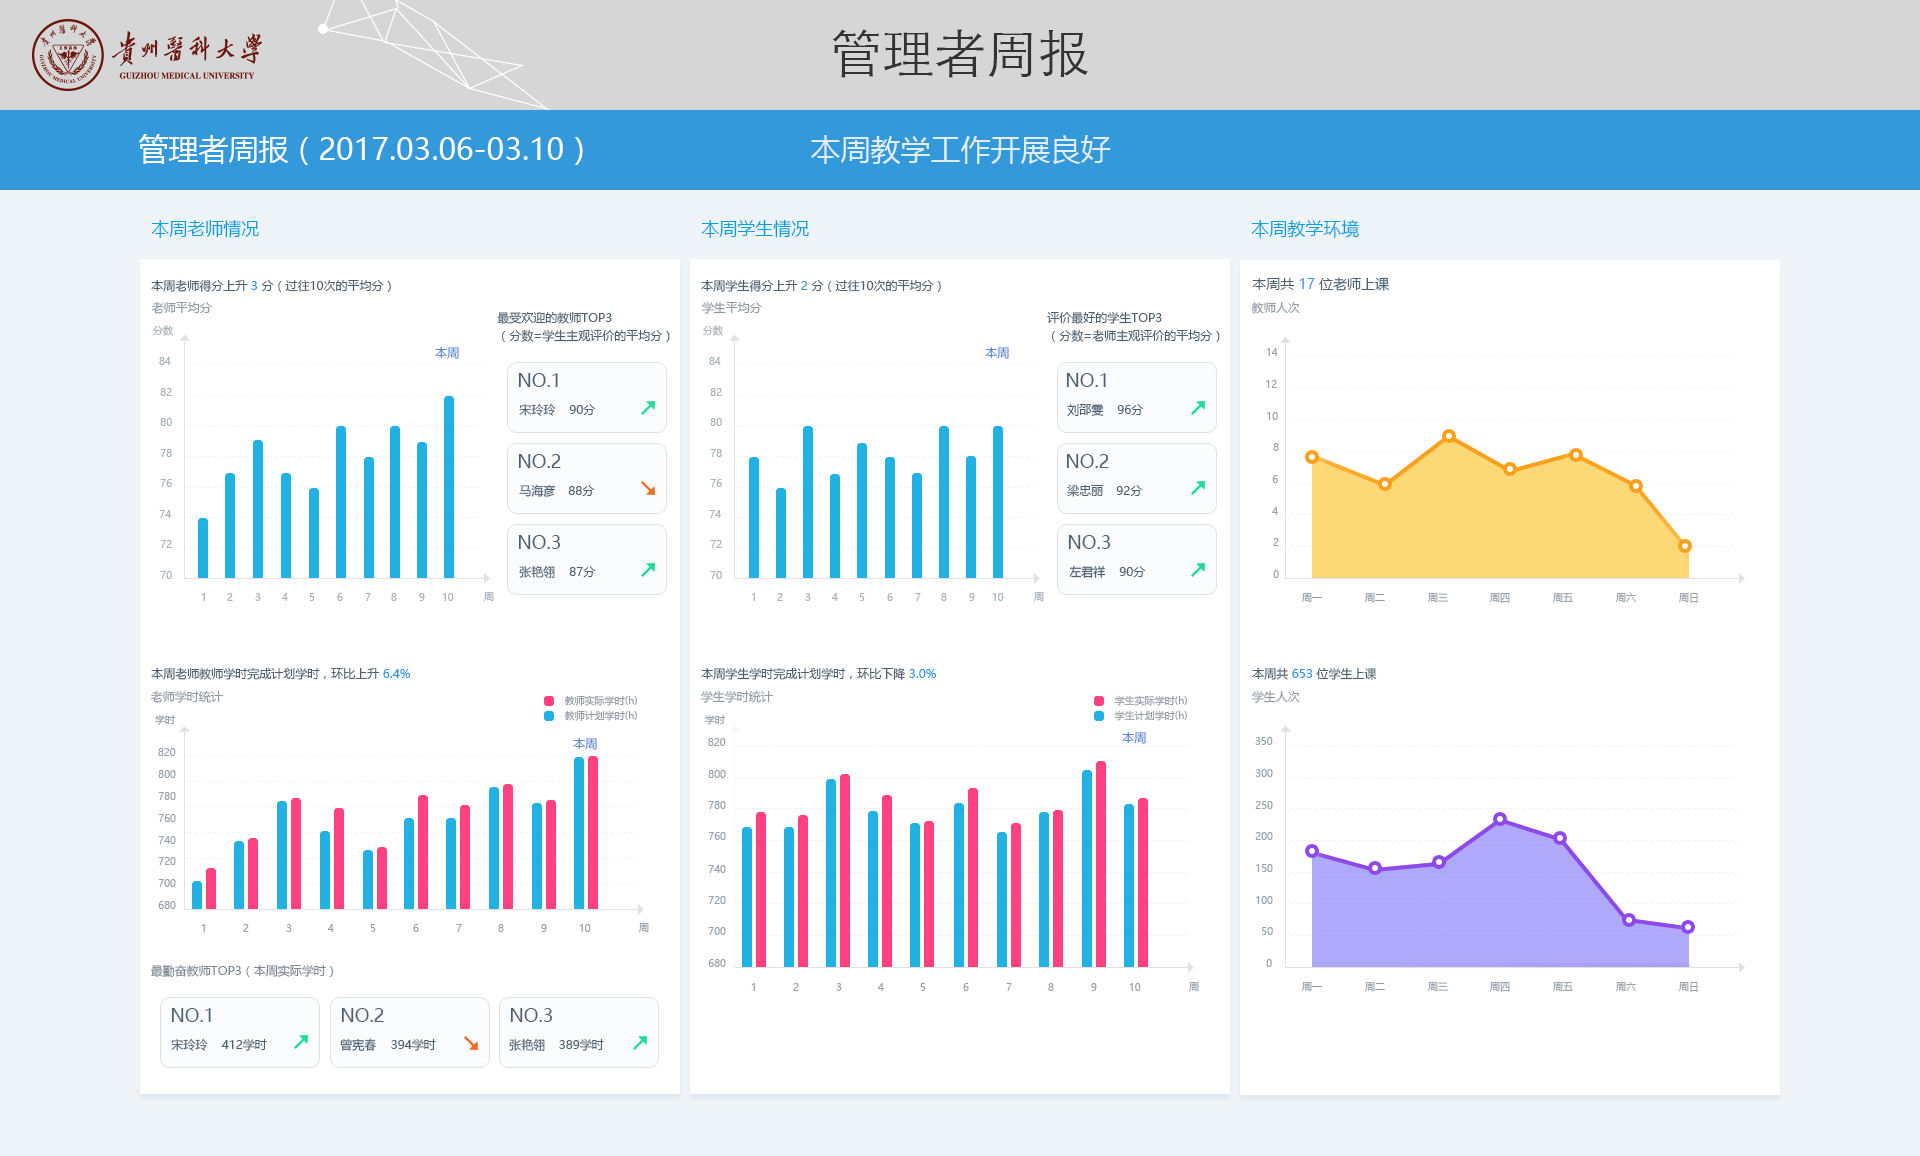 貴州醫科大學
GUIZHOU MEDICAL UNIVERSITY
1938
管理者周报
管理者周报（2017.03.06-03.10）
本周教学工作开展良好
本周老师情况
本周老师得分上升 3 分（过往10次的平均分）
老师平均分
分数
84
82
80
78
76
74
72
70
本周
1 2 3 4 5 6 7 8 9 10 周
最受欢迎的教师TOP3
（分数=学生主观评价的平均分）
NO.1
宋玲玲 90分
NO.2
马海彦 88分
NO.3
张艳翎 87分
本周老师教师学时完成计划学时，环比上升 6.4%
老师学时统计
学时
教师实际学时(h)
教师计划学时(h)
本周
820
800
780
760
740
720
700
680
1 2 3 4 5 6 7 8 9 10 周
最勤奋教师TOP3（本周实际学时）
NO.1
宋玲玲 412学时
NO.2
曾宪春 394学时
NO.3
张艳翎 389学时
本周学生情况
本周学生得分上升 2 分（过往10次的平均分）
学生平均分
分数
84
82
80
78
76
74
72
70
本周
1 2 3 4 5 6 7 8 9 10 周
评价最好的学生TOP3
（分数=老师主观评价的平均分）
NO.1
刘邵雯 96分
NO.2
梁忠丽 92分
NO.3
左君祥 90分
本周学生学时完成计划学时，环比下降 3.0%
学生学时统计
学时
学生实际学时(h)
学生计划学时(h)
本周
820
800
780
760
740
720
700
680
1 2 3 4 5 6 7 8 9 10 周
本周教学环境
本周共 17 位老师上课
教师人次
14
12
10
8
6
4
2
0
周一 周二 周三 周四 周五 周六 周日
本周共 653 位学生上课
学生人次
350
300
250
200
150
100
50
0
周一 周二 周三 周四 周五 周六 周日